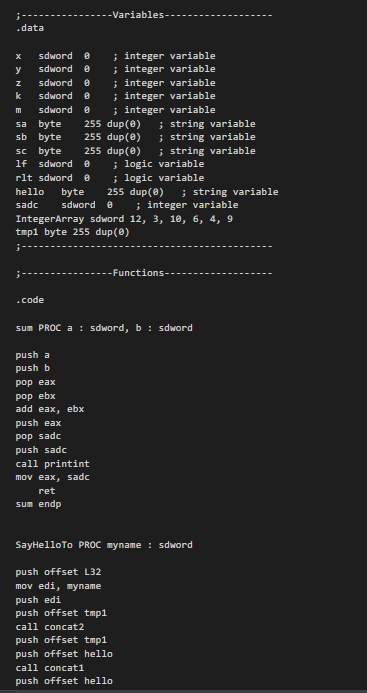 ;---------------Variables------------------
.data

x   sdword  0    ; integer variable
y   sdword  0    ; integer variable
z   sdword  0    ; integer variable
k   sdword  0    ; integer variable
m   sdword  0    ; integer variable
sa  byte    255 dup(0)   ; string variable
sb  byte    255 dup(0)   ; string variable
sc  byte    255 dup(0)   ; string variable
lf  sdword  0    ; logic variable
rlt sdword  0    ; logic variable
hello   byte    255 dup(0)   ; string variable
sadc    sdword  0    ; integer variable
IntegerArray sdword 12, 3, 10, 6, 4, 9
tmp1 byte 255 dup(0)
;------------------------------------------

;---------------Functions------------------

.code

sum PROC a : sdword, b : sdword

push a
push b
pop eax
pop ebx
add eax, ebx
push eax
pop sadc
push sadc
call printint
mov eax, sadc
    ret
sum endp


SayHelloTo PROC myname : sdword

push offset L32
mov edi, myname
push edi
push offset tmp1
call concat2
push offset tmp1
push offset hello
call concat1
push offset hello